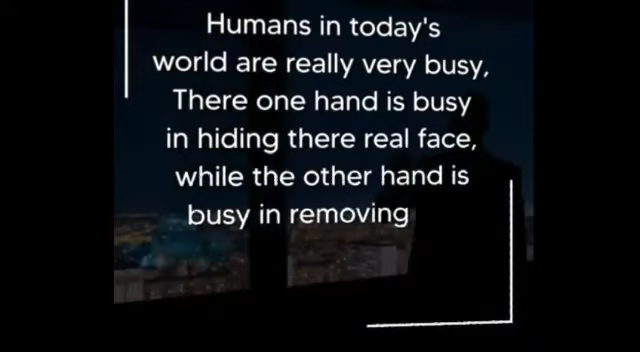 Humans in today's
world are really very busy,
There one hand is busy
in hiding there real face,
while the other hand is
busy in removing